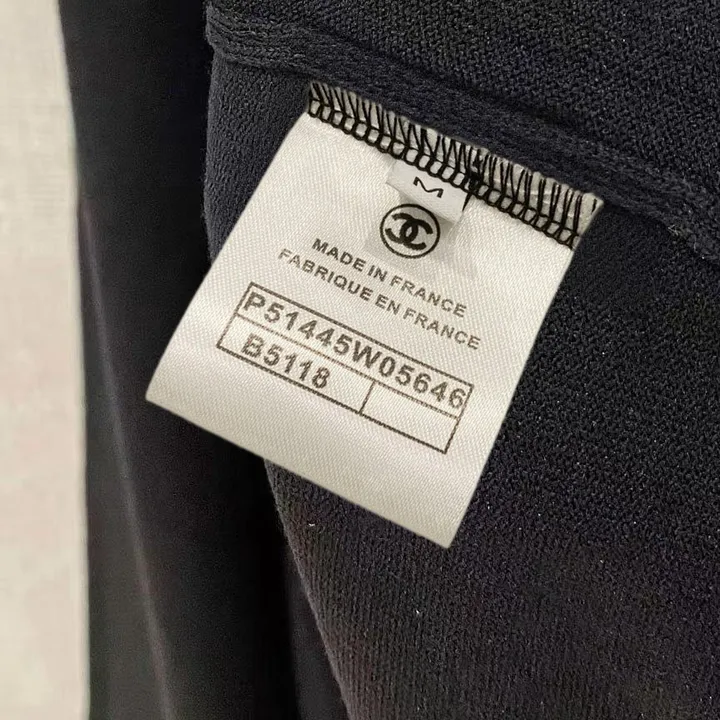 M
MADE IN FRANCE
FABRIQUE EN FRANCE
P51445W05646
B5118